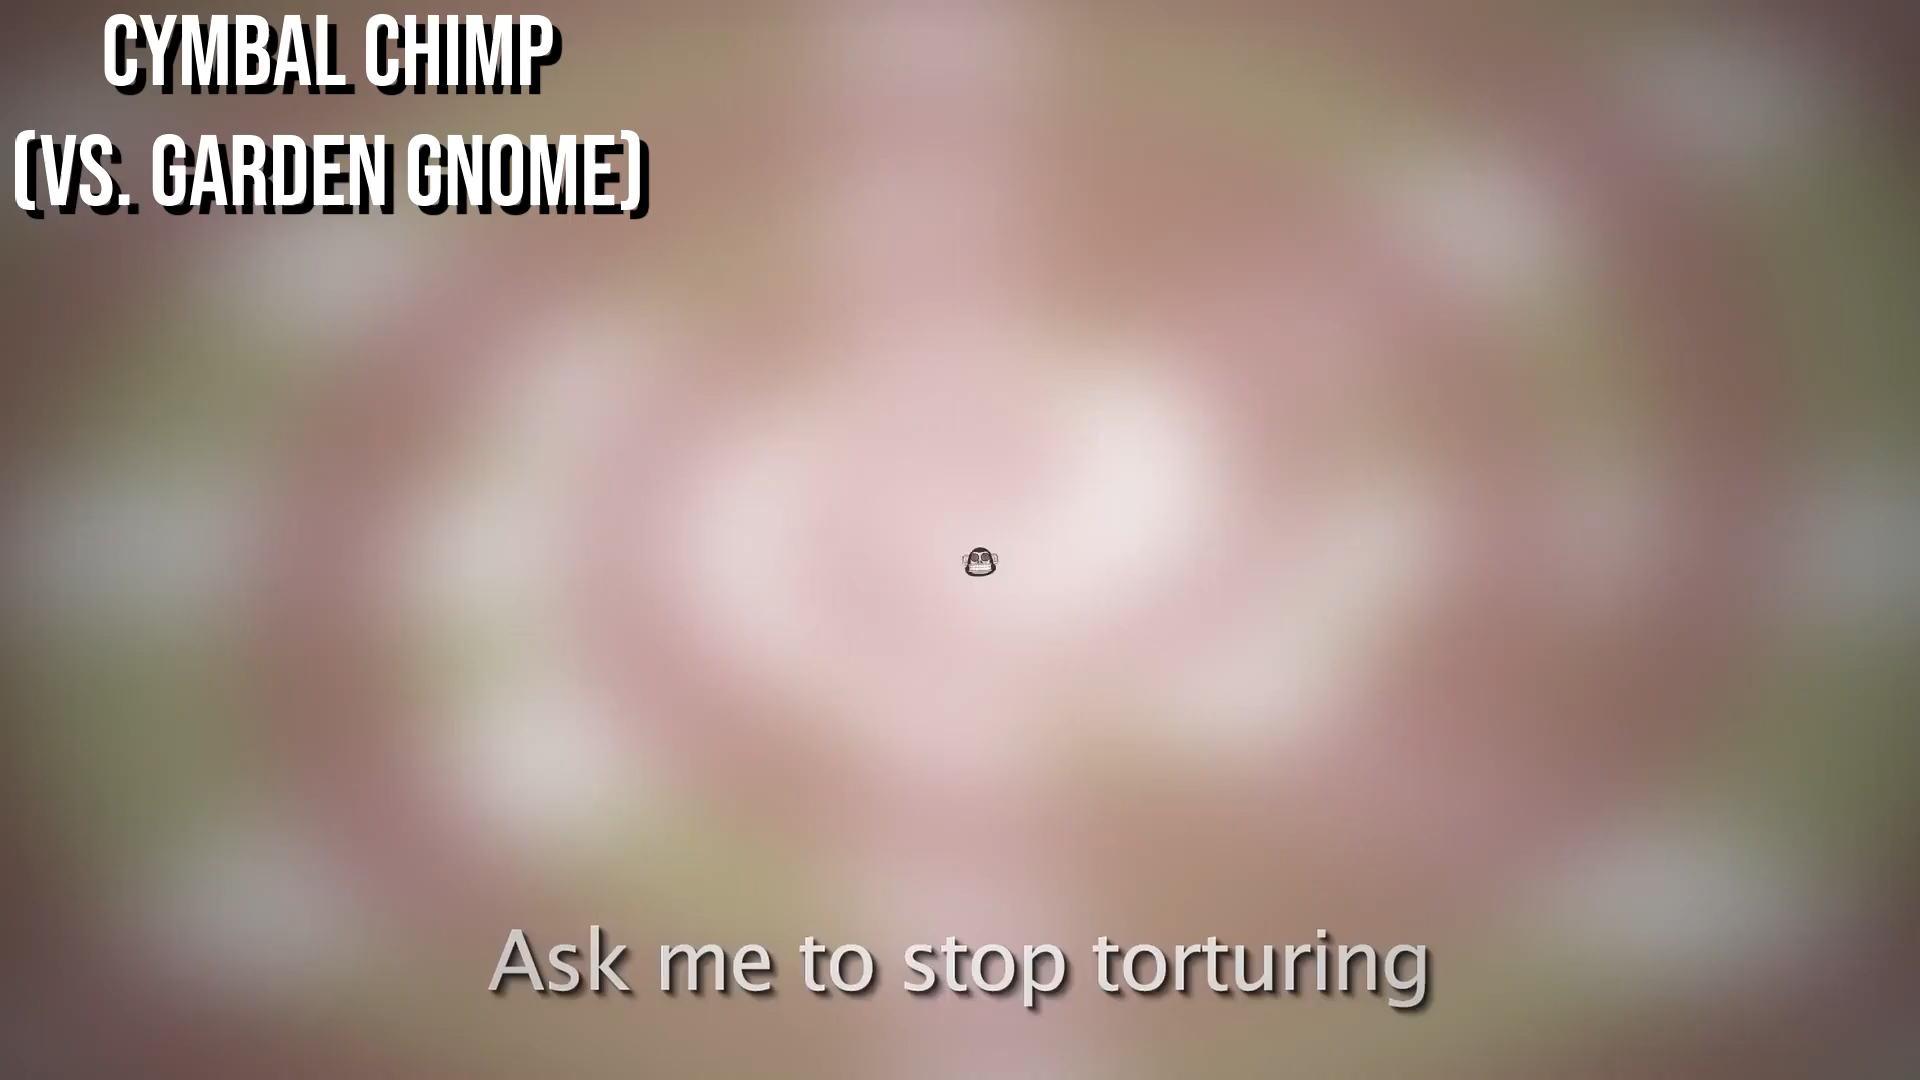 CYMBAL CHIMP
(VS. GARDEN GNOME)
Ask me to stop torturing